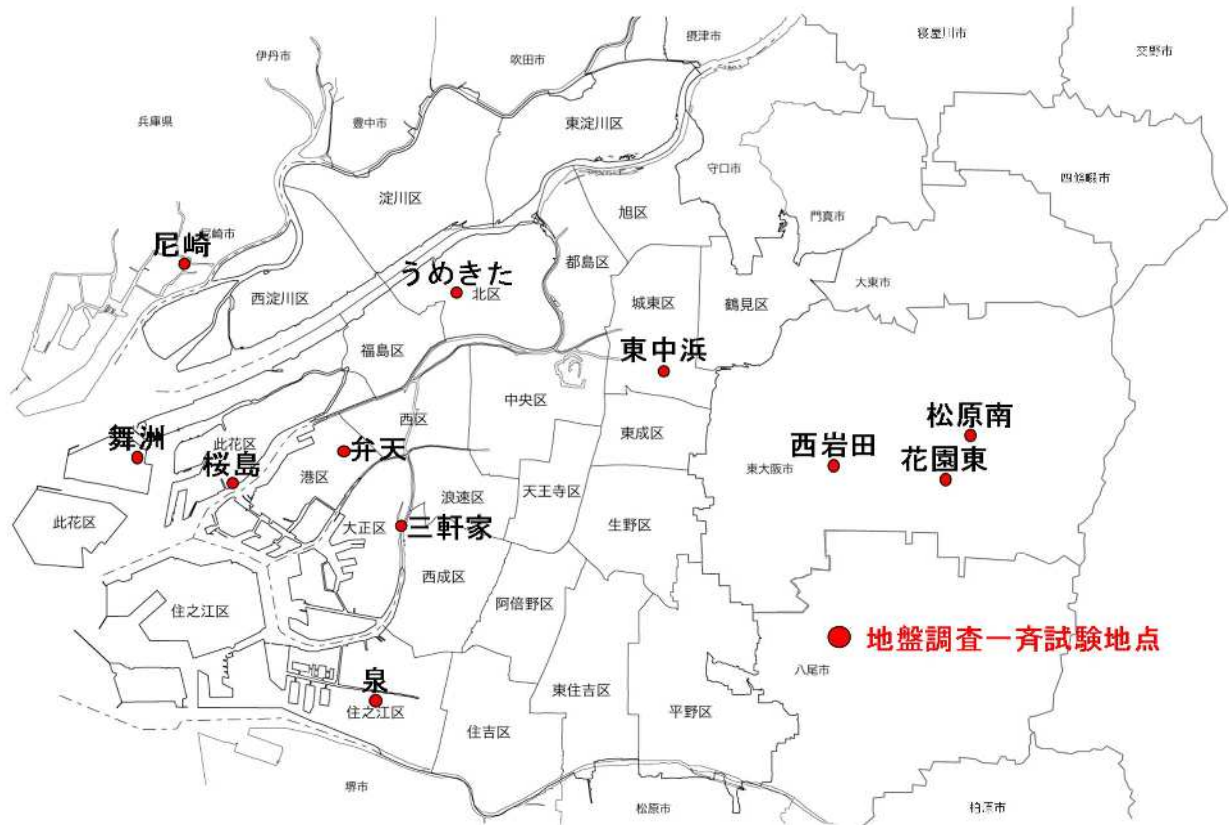 寝屋川市
摂津市
交野市
伊丹市
吹田市
兵庫県
豊中市
東淀川区
守口市
四條畷市
淀川区
旭区
門真市
尼崎市
尼崎
都島区
うめきた
北区
大東市
西淀川区
城東区
鶴見区
福島区
東中浜
中央区
西区
松原南
舞洲
此花区
弁天
東成区
西岩田
東大阪市
花園東
桜島
港区
浪速区
天王寺区
此花区
大正区
三軒家
生野区
西成区
阿倍野区
住之江区
地盤調査一斉試験地点
八尾市
泉
住之江区
東住吉区
平野区
住吉区
堺市
松原市
柏原市